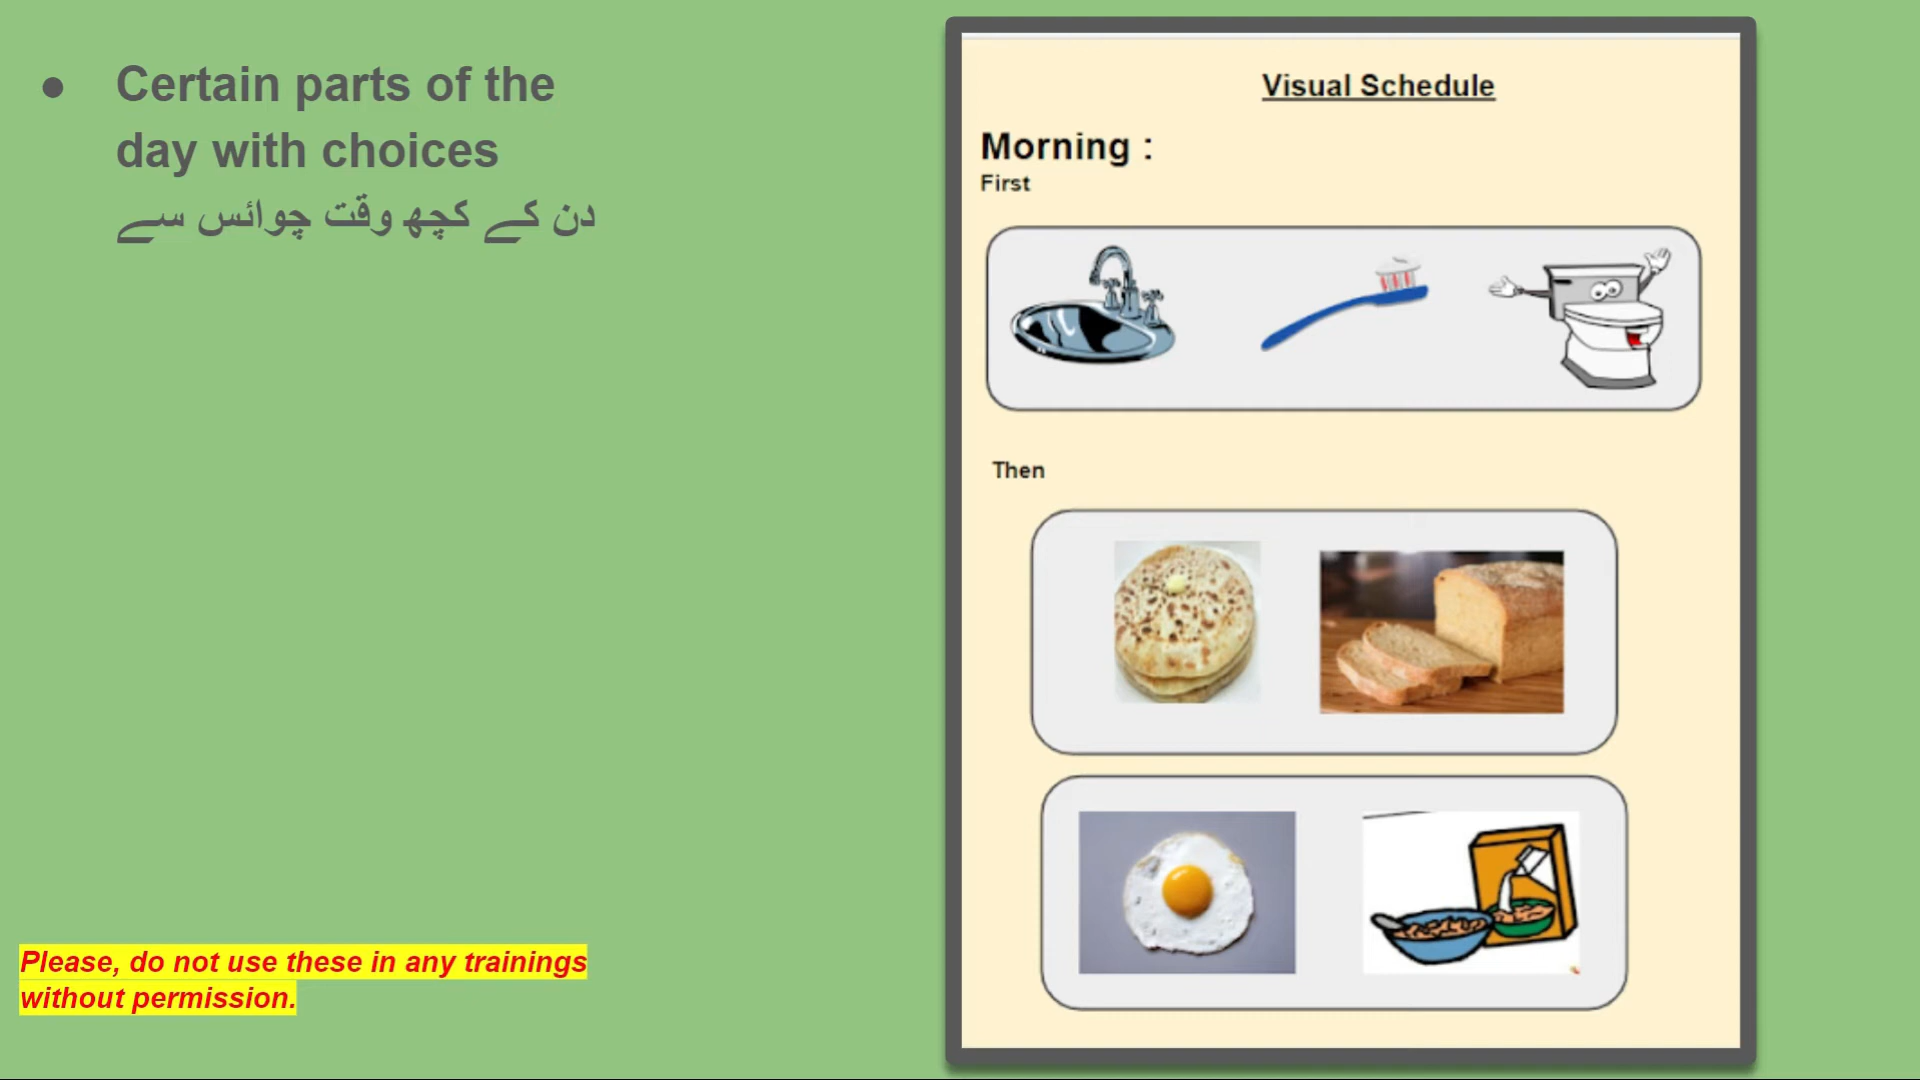 ● Certain parts of the
day with choices
دن کے کچھ وقت چوائس سے
Please, do not use these in any trainings
without permission.
Visual Schedule
Morning :
First
Then